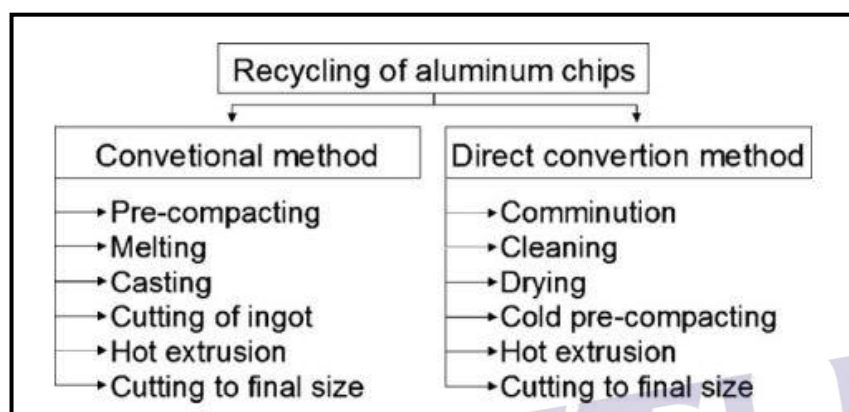 Recycling of aluminum chips
Convetional method
Pre-compacting
Melting
Casting
Cutting of ingot
Hot extrusion
Cutting to final size
Direct convertion method
Comminution
Cleaning
Drying
Cold pre-compacting
Hot extrusion
Cutting to final size